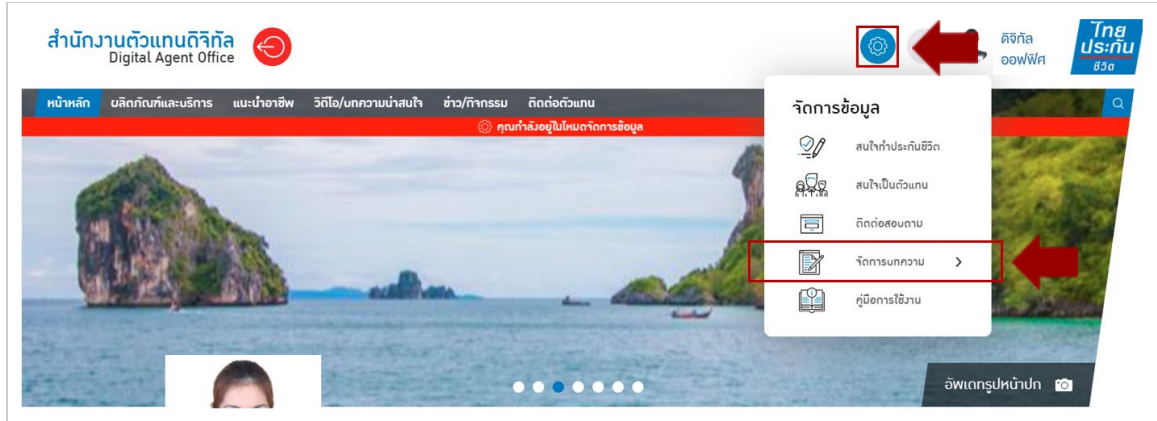 สำนักงานตัวแทนดิจิทัล
Digital Agent Office
ดิจิทัล
ออฟฟิศ
ไทย
ประกัน
ชีวิต
หน้าหลัก ผลิตภัณฑ์และบริการ แนะนำอาชีพ วิดีโอ/บทความน่าสนใจ ข่าว/กิจกรรม ติดต่อตัวแทน
คุณกำลังอยู่ในโหมดจัดการข้อมูล
จัดการข้อมูล
สนใจทำประกันชีวิต
สนใจเป็นตัวแทน
ติดต่อสอบถาม
จัดการบทความ
คู่มือการใช้งาน
อัพเดทรูปหน้าปก